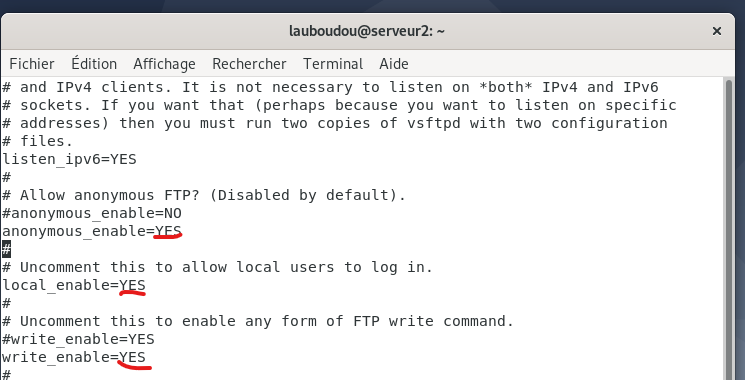 lauboudou@serveur2: ~
×
Fichier Édition Affichage Rechercher Terminal Aide
# and IPv4 clients. It is not necessary to listen on *both* IPv4 and IPv6
# sockets. If you want that (perhaps because you want to listen on specific
# addresses) then you must run two copies of vsftpd with two configuration
# files.
listen_ipv6=YES
#
# Allow anonymous FTP? (Disabled by default).
#anonymous_enable=NO
anonymous_enable=YES
#
# Uncomment this to allow local users to log in.
local_enable=YES
#
# Uncomment this to enable any form of FTP write command.
#write_enable=YES
write_enable=YES
#